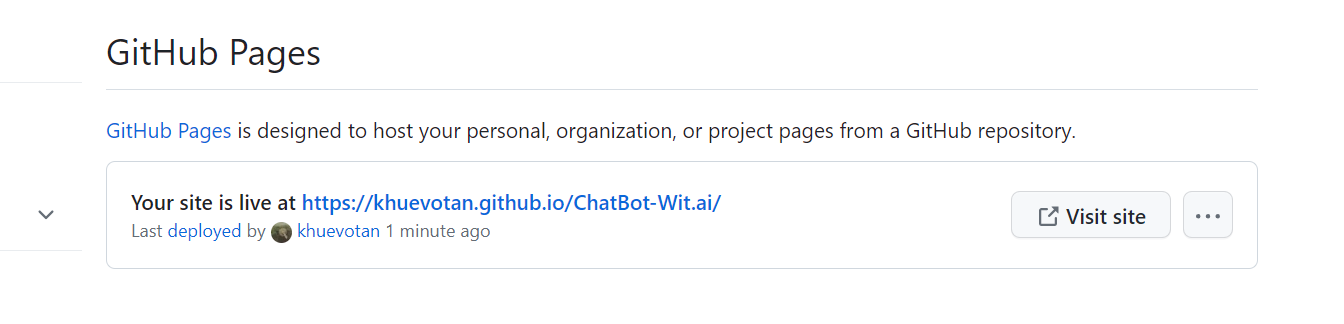 GitHub Pages
GitHub Pages is designed to host your personal, organization, or project pages from a GitHub repository.
Your site is live at https://khuevotan.github.io/ChatBot-Wit.ai/
Last deployed by khuevotan 1 minute ago
Visit site